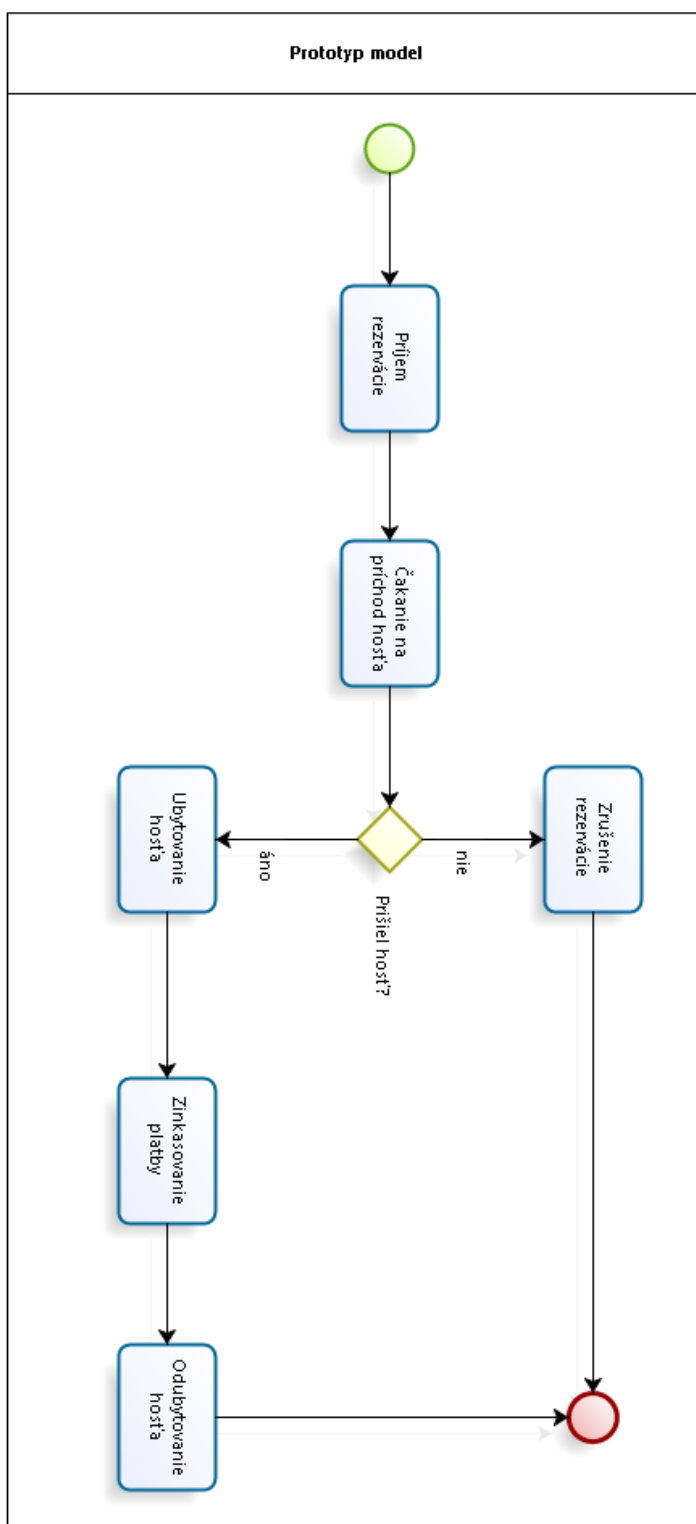 Prototyp model
Príjem
rezervácie
Čakanie na
príchod hosťa
Prišiel hosť?
nie
Zrušenie
rezervácie
áno
Ubytovanie
hosťa
Zinkasovanie
platby
Odubytovanie
hosťa